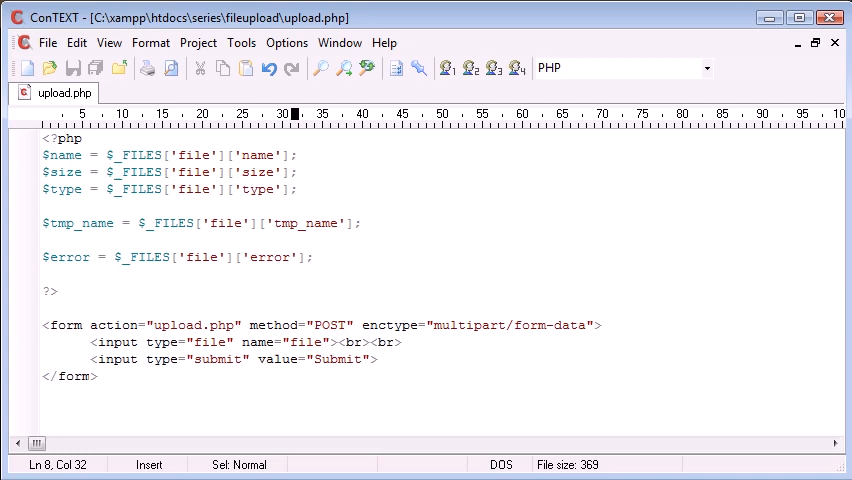 ConTEXT - [C:\xampp\htdocs\series\fileupload\upload.php]
File Edit View Format Project Tools Options Window Help
1 2 3 4 PHP
upload.php
5 10 15 20 25 30 35 40 45 50 55 60 65 70 75 80 85 90 95 10
<?php
$name = $_FILES['file']['name'];
$size = $_FILES['file']['size'];
$type = $_FILES['file']['type'];
$tmp_name = $_FILES['file']['tmp_name'];
$error = $_FILES['file']['error'];
?>
<form action="upload.php" method="POST" enctype="multipart/form-data">
<input type="file" name="file"><br><br>
<input type="submit" value="Submit">
</form>
Ln 8, Col 32 Insert Sel: Normal DOS File size: 369